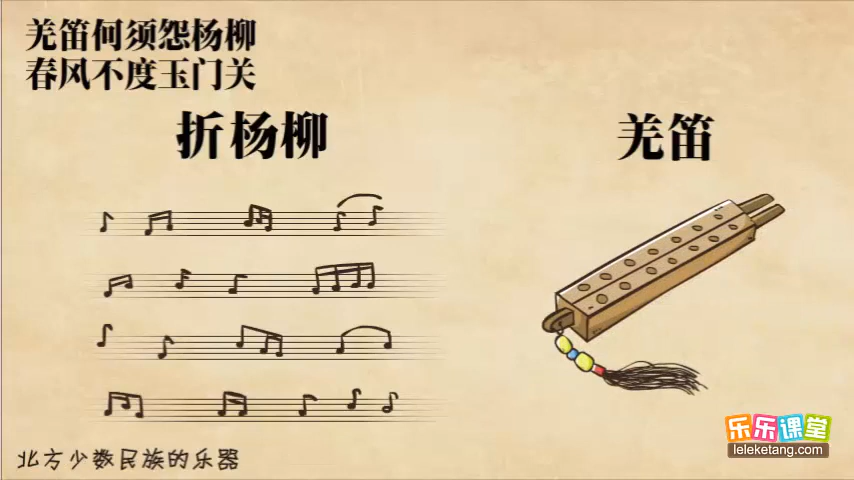 羌笛何须怨杨柳
春风不度玉门关
折杨柳
羌笛
北方少数民族的乐器
乐乐课堂
leleketang.com